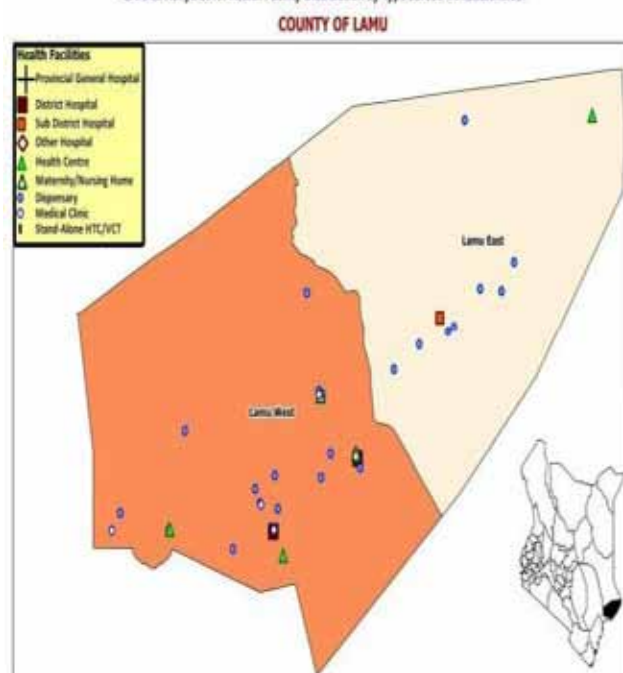 COUNTY OF LAMU
Health Facilities
Provincial General Hospital
District Hospital
Sub District Hospital
Other Hospital
Health Centre
Maternity/Nursing Home
Dispensary
Medical Clinic
Stand-Alone HTC/VCT
Lamu East
Lamu West